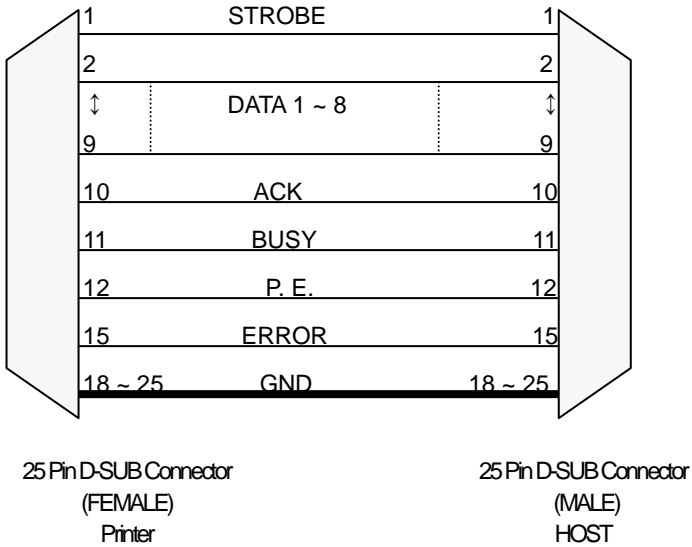 1 STROBE 1
2 2
↕ DATA 1 ~ 8 ↕
9 9
10 ACK 10
11 BUSY 11
12 P. E. 12
15 ERROR 15
18 ~ 25 GND 18 ~ 25
25 Pin D-SUB Connector 25 Pin D-SUB Connector
(FEMALE) (MALE)
Printer HOST